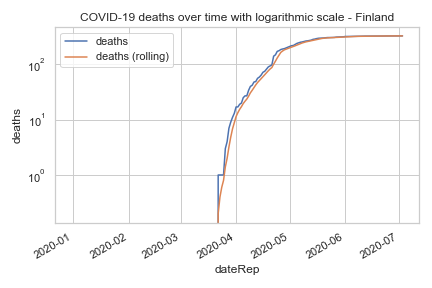 COVID-19 deaths over time with logarithmic scale - Finland
deaths
deaths (rolling)
10²
10¹
10⁰
deaths
2020-01
2020-02
2020-03
2020-04
2020-05
2020-06
2020-07
dateRep